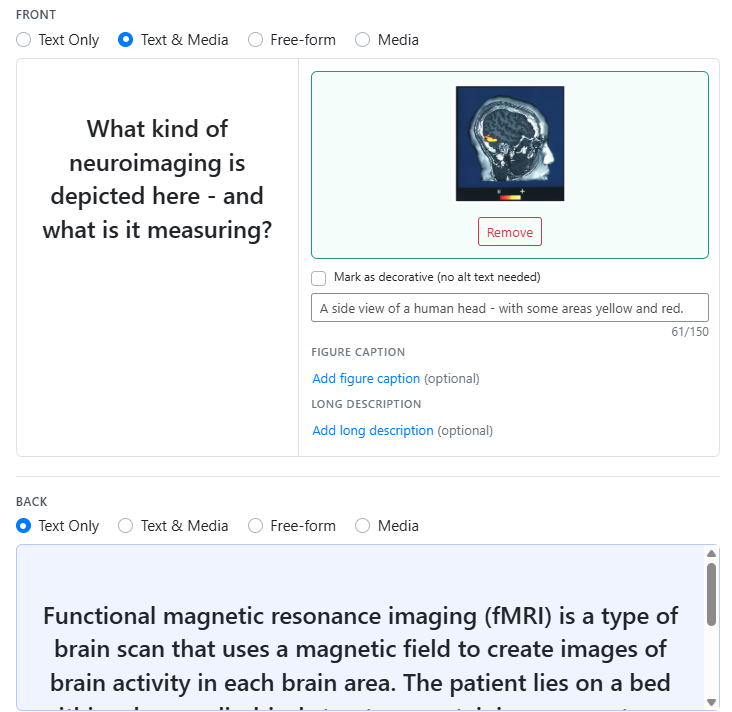 FRONT
Text Only
Text & Media
Free-form
Media
What kind of
neuroimaging is
depicted here - and
what is it measuring?
Remove
Mark as decorative (no alt text needed)
A side view of a human head - with some areas yellow and red.
61/150
FIGURE CAPTION
Add figure caption (optional)
LONG DESCRIPTION
Add long description (optional)
BACK
Text Only
Text & Media
Free-form
Media
Functional magnetic resonance imaging (fMRI) is a type of
brain scan that uses a magnetic field to create images of
brain activity in each brain area. The patient lies on a bed